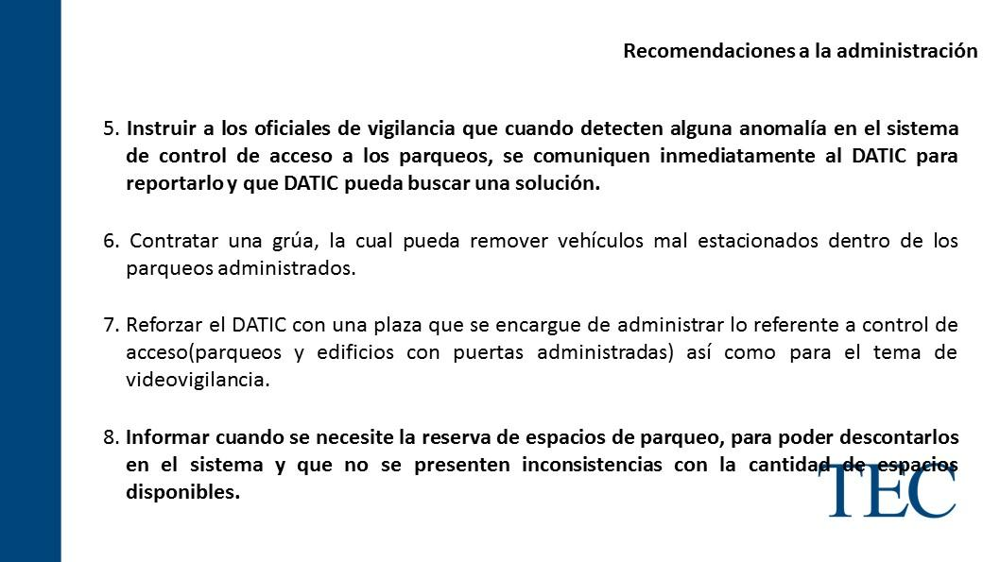 Recomendaciones a la administración
5. Instruir a los oficiales de vigilancia que cuando detecten alguna anomalía en el sistema
de control de acceso a los parqueos, se comuniquen inmediatamente al DATIC para
reportarlo y que DATIC pueda buscar una solución.
6. Contratar una grúa, la cual pueda remover vehículos mal estacionados dentro de los
parqueos administrados.
7. Reforzar el DATIC con una plaza que se encargue de administrar lo referente a control de
acceso(parqueos y edificios con puertas administradas) así como para el tema de
videovigilancia.
8. Informar cuando se necesite la reserva de espacios de parqueo, para poder descontarlos
en el sistema y que no se presenten inconsistencias con la cantidad de espacios
disponibles.
TEC